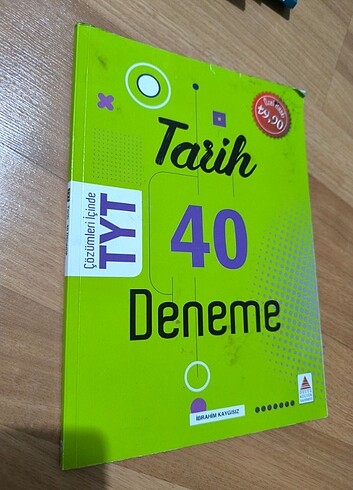 Tarih
40
Deneme
Çözümleri İçinde
TYT
İBRAHİM KAYGISIZ